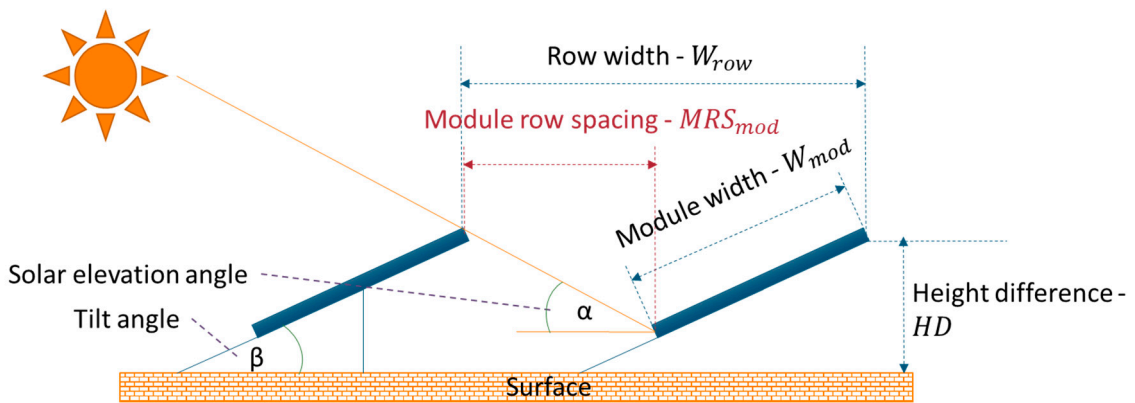 Row width - W_row
Module row spacing - MRS_mod
Module width - W_mod
Solar elevation angle
Tilt angle
α
β
Height difference -
HD
Surface